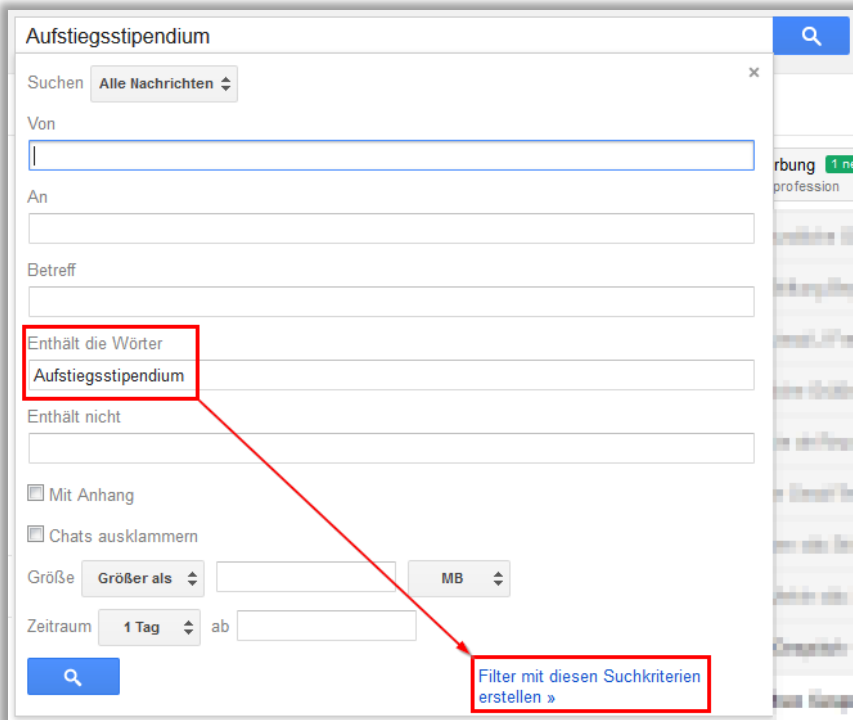 Aufstiegsstipendium
Suchen Alle Nachrichten
Von
rbung 1 ne
profession
An
Betreff
Enthält die Wörter
Aufstiegsstipendium
Enthält nicht
Mit Anhang
Chats ausklammern
Größe Größer als MB
Zeitraum 1 Tag ab
Filter mit diesen Suchkriterien
erstellen »